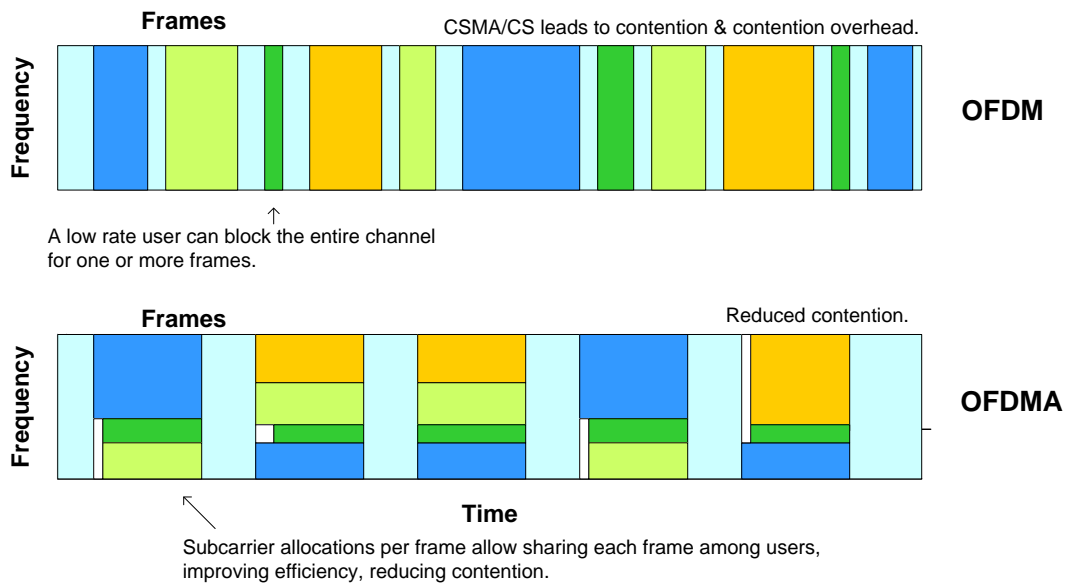 Frames
CSMA/CS leads to contention & contention overhead.
Frequency
OFDM
A low rate user can block the entire channel
for one or more frames.
Frames
Reduced contention.
Frequency
OFDMA
Time
Subcarrier allocations per frame allow sharing each frame among users,
improving efficiency, reducing contention.